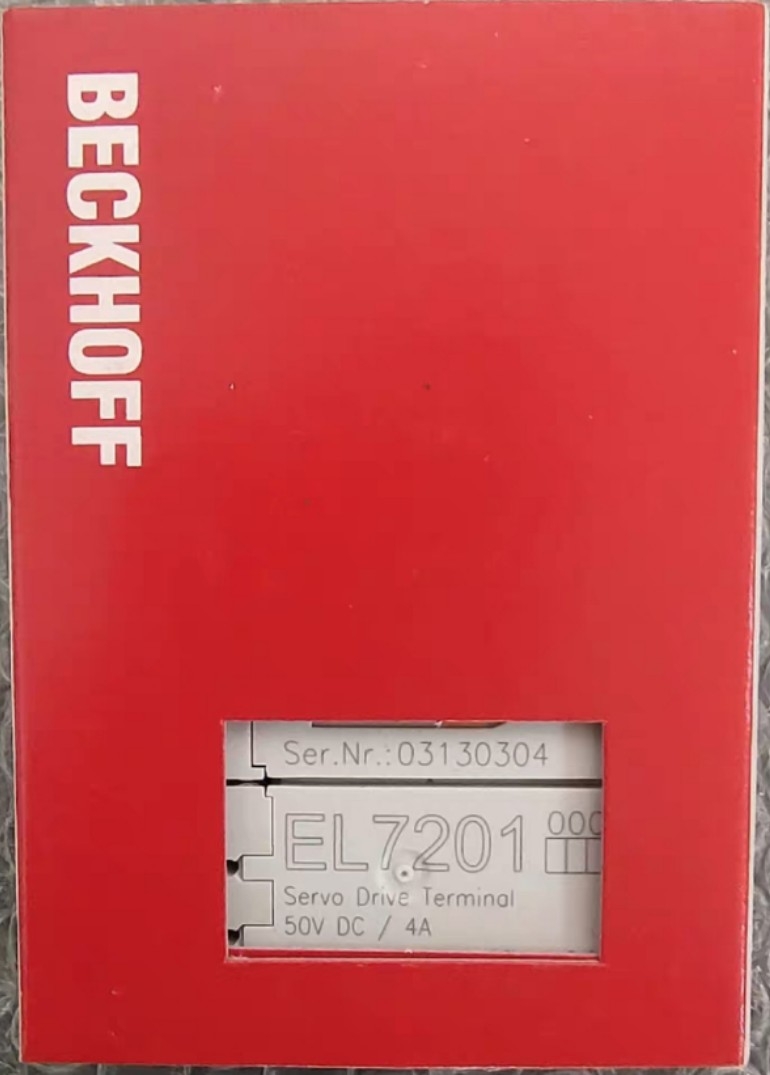 BECKHOFF
Ser.Nr.:03130304
EL7201
Servo Drive Terminal
50V DC / 4A